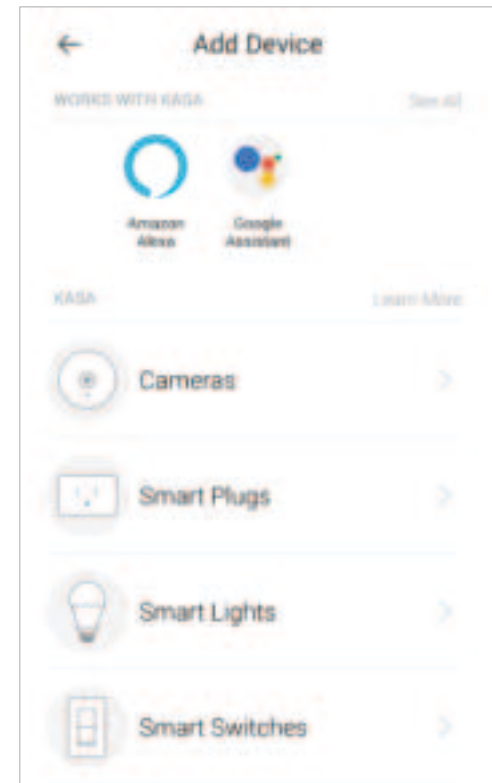 Add Device
WORKS WITH KASA
See All
Amazon
Alexa
Google
Assistant
KASA
Learn More
Cameras
Smart Plugs
Smart Lights
Smart Switches